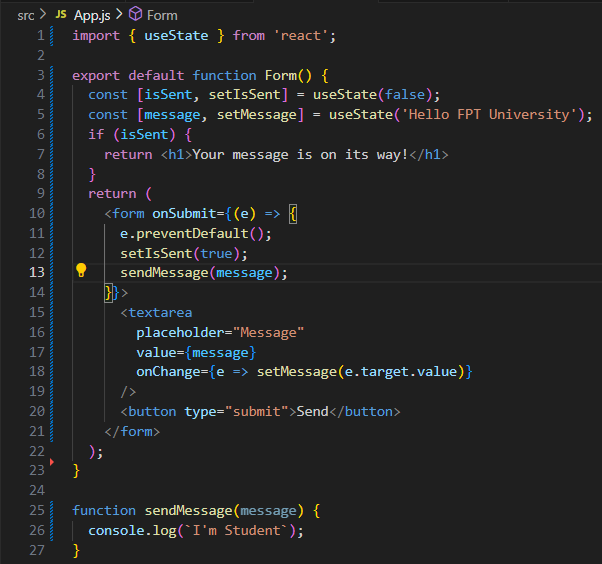 src > JS App.js > Form
1 import { useState } from 'react';
2
3 export default function Form() {
4 const [isSent, setIsSent] = useState(false);
5 const [message, setMessage] = useState('Hello FPT University');
6 if (isSent) {
7 return <h1>Your message is on its way!</h1>
8 }
9 return (
10 <form onSubmit={(e) => {
11 e.preventDefault();
12 setIsSent(true);
13 sendMessage(message);
14 }}>
15 <textarea
16 placeholder="Message"
17 value={message}
18 onChange={e => setMessage(e.target.value)}
19 />
20 <button type="submit">Send</button>
21 </form>
22 );
23 }
24
25 function sendMessage(message) {
26 console.log(`I'm Student`);
27 }